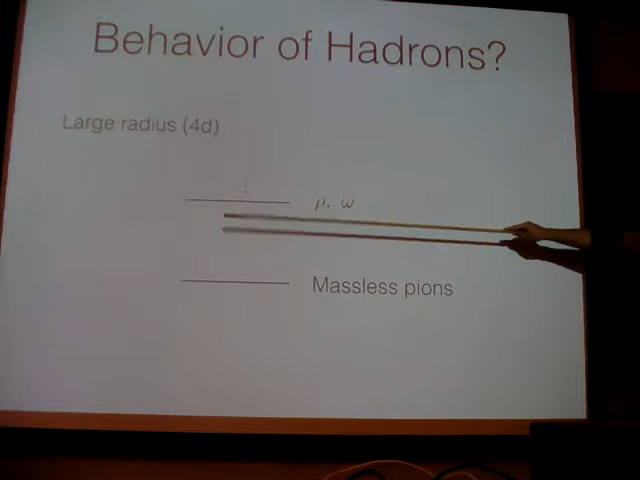 Behavior of Hadrons?
Large radius (4d)
⋮
ρ, ω
Massless pions